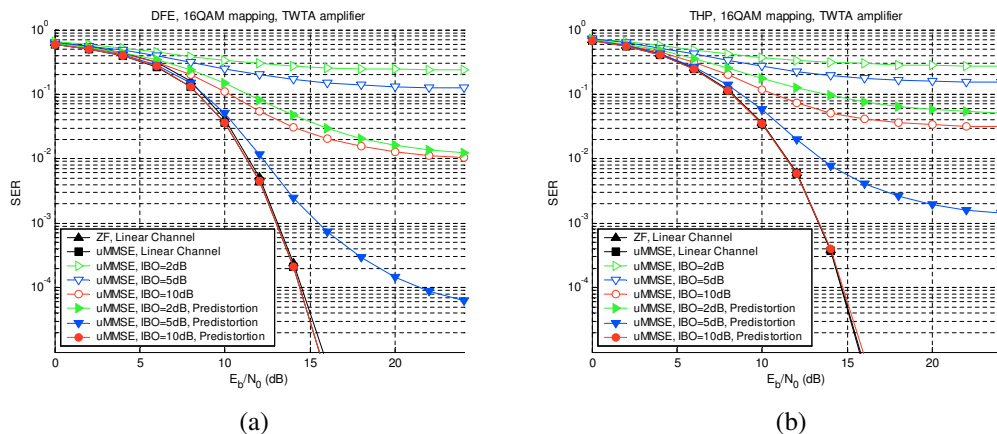 DFE, 16QAM mapping, TWTA amplifier
10^0
10^-1
10^-2
10^-3
10^-4
SER
ZF, Linear Channel
uMMSE, Linear Channel
uMMSE, IBO=2dB
uMMSE, IBO=5dB
uMMSE, IBO=10dB
uMMSE, IBO=2dB, Predistortion
uMMSE, IBO=5dB, Predistortion
uMMSE, IBO=10dB, Predistortion
0 5 10 15 20
E_b/N_0 (dB)
(a)
THP, 16QAM mapping, TWTA amplifier
10^0
10^-1
10^-2
10^-3
10^-4
SER
ZF, Linear Channel
uMMSE, Linear Channel
uMMSE, IBO=2dB
uMMSE, IBO=5dB
uMMSE, IBO=10dB
uMMSE, IBO=2dB, Predistortion
uMMSE, IBO=5dB, Predistortion
uMMSE, IBO=10dB, Predistortion
0 5 10 15 20
E_b/N_0 (dB)
(b)